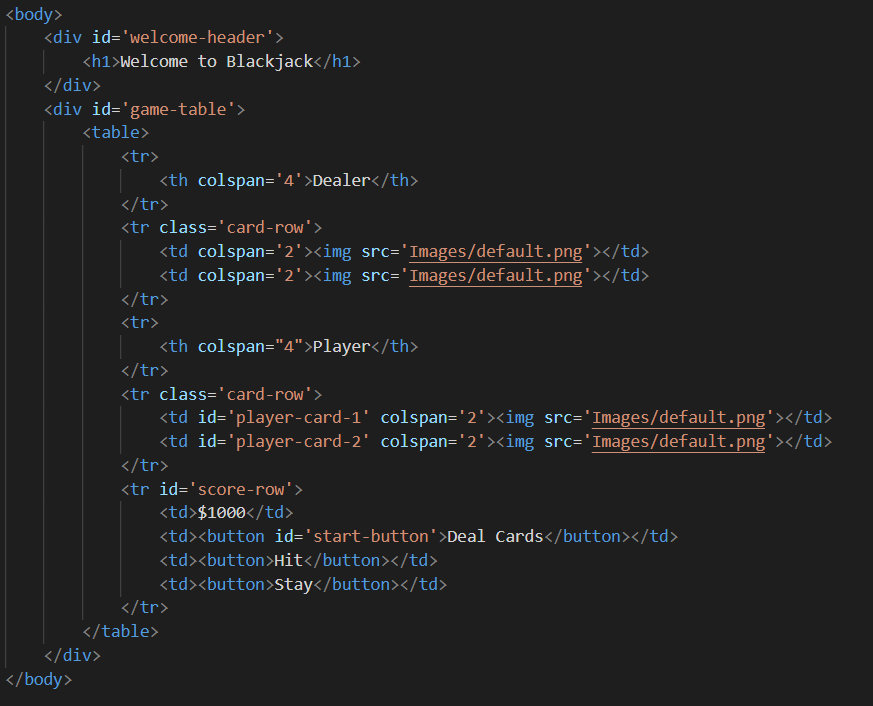 <body>
    <div id='welcome-header'>
        <h1>Welcome to Blackjack</h1>
    </div>
    <div id='game-table'>
        <table>
            <tr>
                <th colspan='4'>Dealer</th>
            </tr>
            <tr class='card-row'>
                <td colspan='2'><img src='Images/default.png'></td>
                <td colspan='2'><img src='Images/default.png'></td>
            </tr>
            <tr>
                <th colspan="4">Player</th>
            </tr>
            <tr class='card-row'>
                <td id='player-card-1' colspan='2'><img src='Images/default.png'></td>
                <td id='player-card-2' colspan='2'><img src='Images/default.png'></td>
            </tr>
            <tr id='score-row'>
                <td>$1000</td>
                <td><button id='start-button'>Deal Cards</button></td>
                <td><button>Hit</button></td>
                <td><button>Stay</button></td>
            </tr>
        </table>
    </div>
</body>